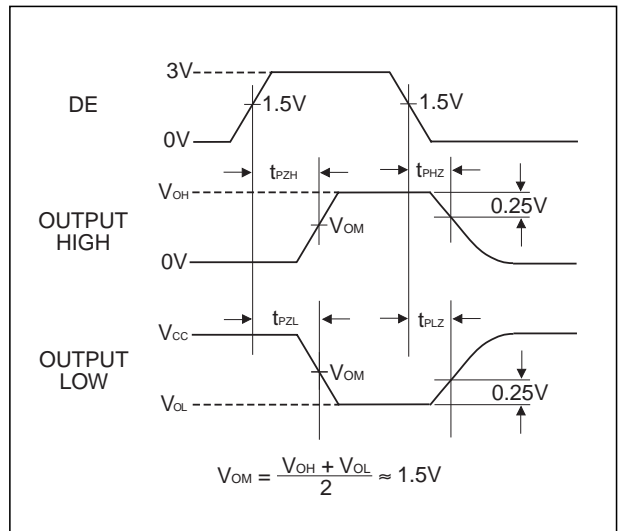 3V
DE
1.5V
1.5V
0V
tPZH
tPHZ
VOH
0.25V
OUTPUT
HIGH
VOM
0V
tPZL
tPLZ
VCC
OUTPUT
LOW
VOM
0.25V
VOL
VOM = VOH + VOL / 2 ≈ 1.5V